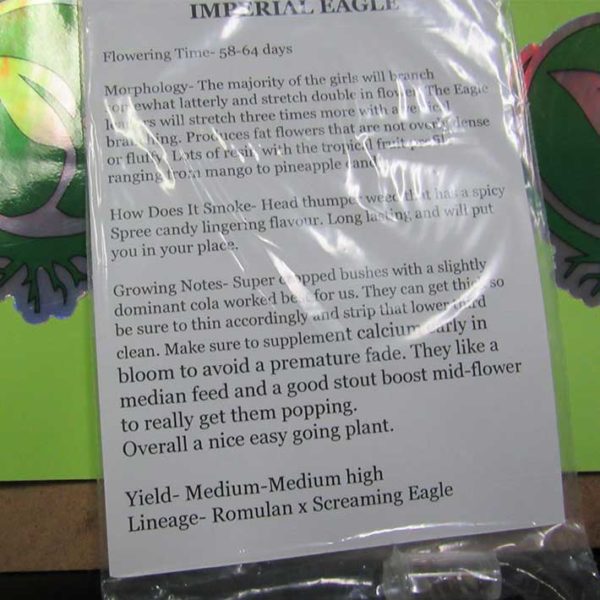 IMPERIAL EAGLE
Flowering Time- 58-64 days
Morphology- The majority of the girls will branch
somewhat latterly and stretch double in flower. The Eagle
leaners will stretch three times more with a vertical
branching. Produces fat flowers that are not overly dense
or fluffy. Lots of resin with the tropical fruit
ranging from mango to pineapple candy
How Does It Smoke- Head thumper weed that has a spicy
Spree candy lingering flavour. Long lasting and will put
you in your place.
Growing Notes- Super cropped bushes with a slightly
dominant cola worked best for us. They can get thick so
be sure to thin accordingly and strip that lower third
clean. Make sure to supplement calcium early in
bloom to avoid a premature fade. They like a
median feed and a good stout boost mid-flower
to really get them popping.
Overall a nice easy going plant.
Yield- Medium-Medium high
Lineage- Romulan x Screaming Eagle